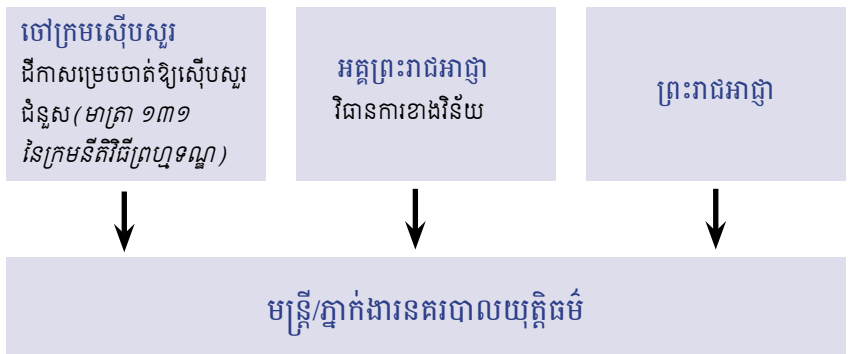 ចៅក្រមស៊ើបសួរ
ដីកាសម្រេចចាត់ឱ្យស៊ើបសួរ
ជំនួស(មាត្រា ១៣១
នៃក្រមនីតិវិធីព្រហ្មទណ្ឌ)
អគ្គព្រះរាជអាជ្ញា
វិធានការខាងវិន័យ
ព្រះរាជអាជ្ញា
មន្ត្រី/ភ្នាក់ងារនគរបាលយុត្តិធម៌